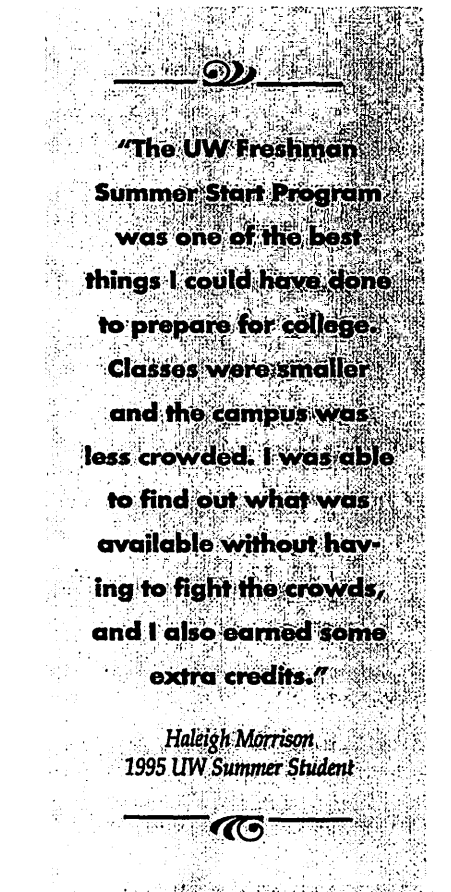 "The UW Freshman
Summer Start Program
was one of the best
things I could have done
to prepare for college.
Classes were smaller
and the campus was
less crowded. I was able
to find out what was
available without hav-
ing to fight the crowds,
and I also earned some
extra credits."
Haleigh Morrison
1995 UW Summer Student